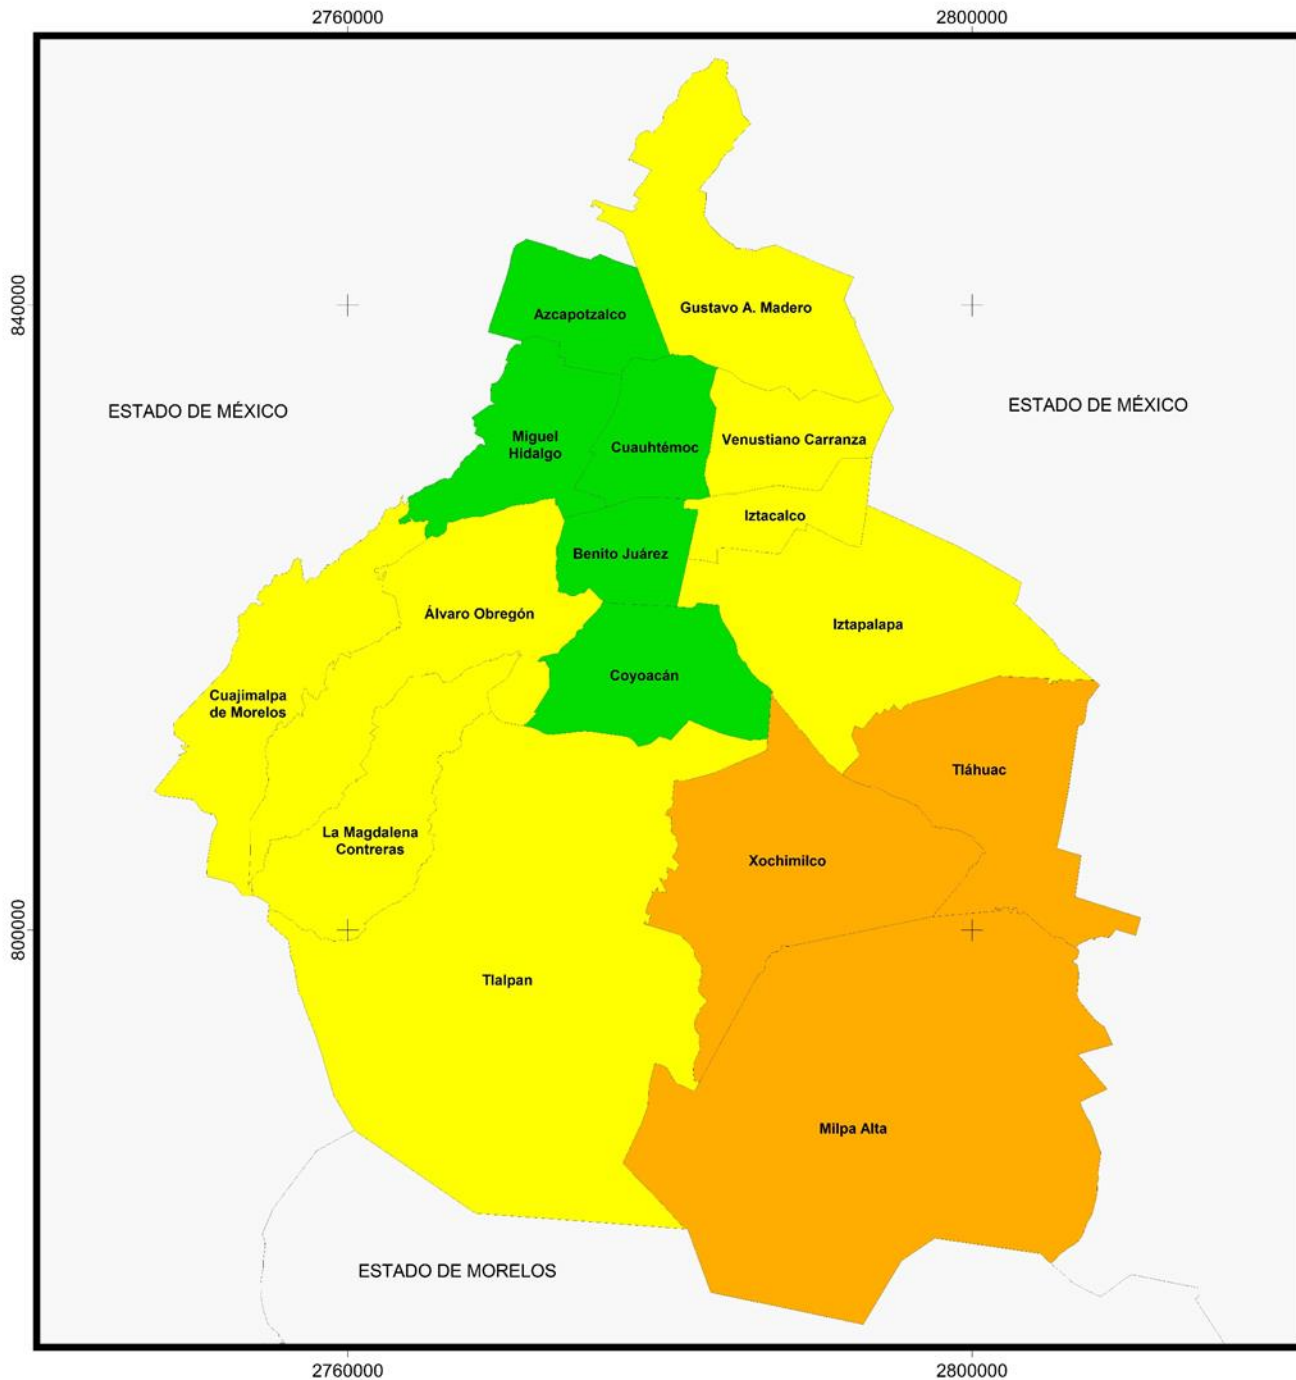 2760000
2800000
840000
Azcapotzalco
Gustavo A. Madero
ESTADO DE MÉXICO
ESTADO DE MÉXICO
Miguel
Hidalgo
Cuauhtémoc
Venustiano Carranza
Iztacalco
Benito Juárez
Álvaro Obregón
Iztapalapa
Coyoacán
Cuajimalpa
de Morelos
Tláhuac
La Magdalena
Contreras
Xochimilco
800000
Tlalpan
Milpa Alta
ESTADO DE MORELOS
2760000
2800000